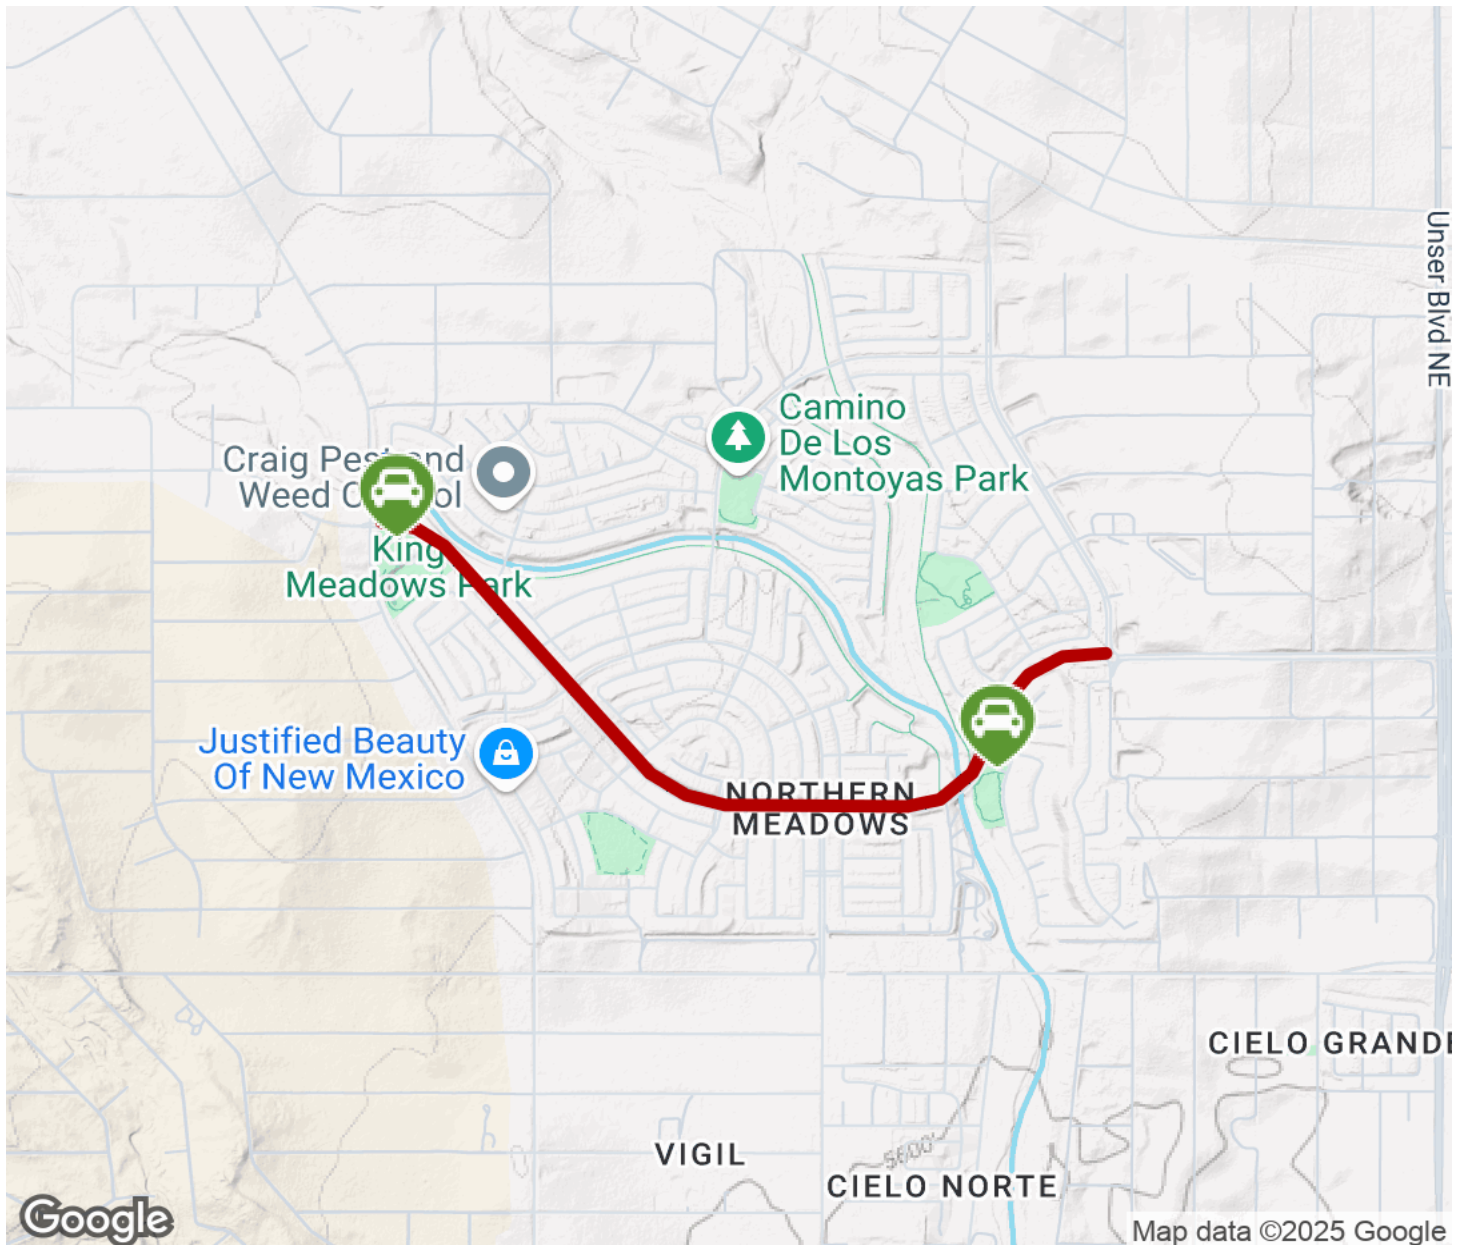 Unser Blvd NE
Camino
De Los
Montoyas Park
Craig Pest and
Weed C ol
King
Meadows Park
Justified Beauty
Of New Mexico
NORTHERN
MEADOWS
CIELO GRANDE
VIGIL
5600'
CIELO NORTE
Google
Map data ©2025 Google